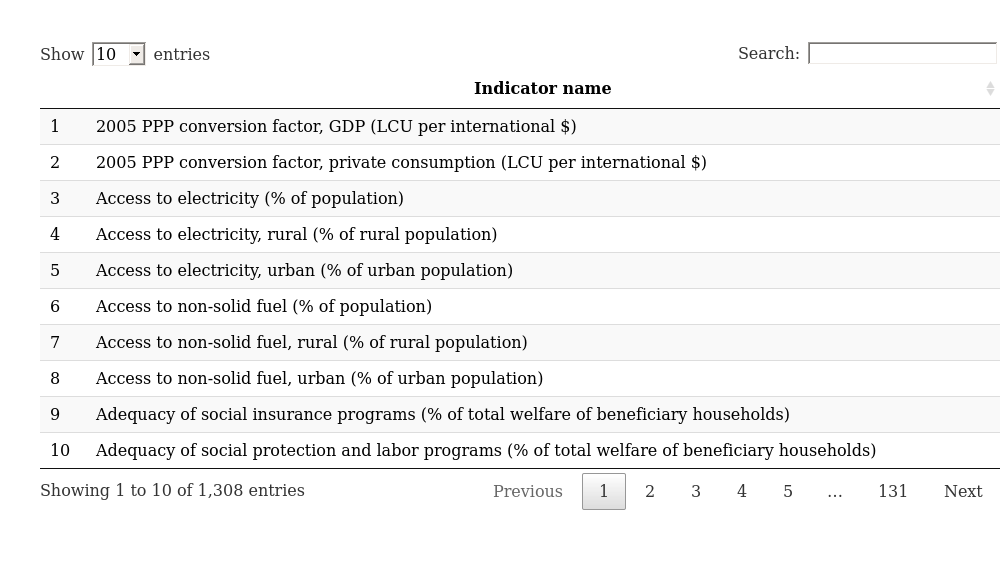 Show 10 entries Search:
Indicator name
1 2005 PPP conversion factor, GDP (LCU per international $)
2 2005 PPP conversion factor, private consumption (LCU per international $)
3 Access to electricity (% of population)
4 Access to electricity, rural (% of rural population)
5 Access to electricity, urban (% of urban population)
6 Access to non-solid fuel (% of population)
7 Access to non-solid fuel, rural (% of rural population)
8 Access to non-solid fuel, urban (% of urban population)
9 Adequacy of social insurance programs (% of total welfare of beneficiary households)
10 Adequacy of social protection and labor programs (% of total welfare of beneficiary households)
Showing 1 to 10 of 1,308 entries Previous 1 2 3 4 5 … 131 Next